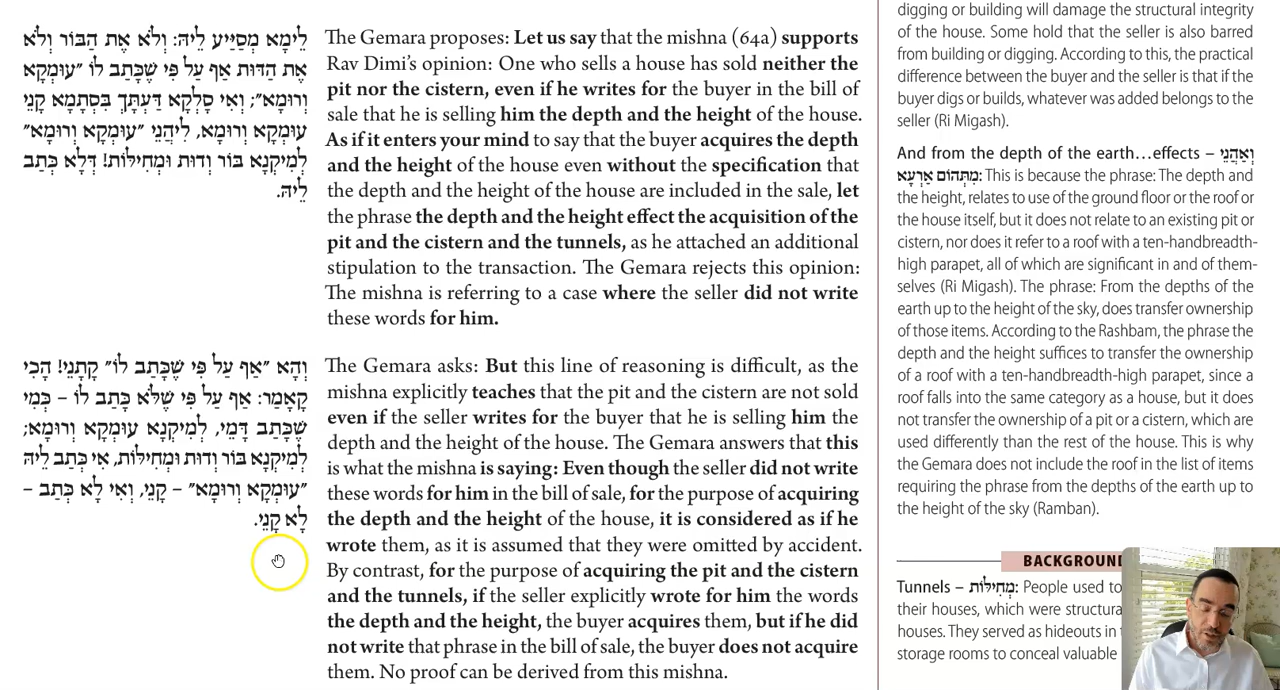 לֵימָא מְסַיַּיע לֵיהּ: וְלֹא אֶת הַבּוֹר וְלֹא
אֶת הַדּוּת אַף עַל פִּי שֶׁכָּתַב לוֹ ״עוּמְקָא
וְרוּמָא״; וְאִי סָלְקָא דַּעְתָּךְ בִּסְתָמָא קָנֵי
עוּמְקָא וְרוּמָא, לִיהֲנֵי ״עוּמְקָא וְרוּמָא״
לְמִיקְנָא בּוֹר וְדוּת וּמְחִילּוֹת! דְּלָא כְּתַב
לֵיהּ.
The Gemara proposes: Let us say that the mishna (64a) supports
Rav Dimi's opinion: One who sells a house has sold neither the
pit nor the cistern, even if he writes for the buyer in the bill of
sale that he is selling him the depth and the height of the house.
As if it enters your mind to say that the buyer acquires the depth
and the height of the house even without the specification that
the depth and the height of the house are included in the sale, let
the phrase the depth and the height effect the acquisition of the
pit and the cistern and the tunnels, as he attached an additional
stipulation to the transaction. The Gemara rejects this opinion:
The mishna is referring to a case where the seller did not write
these words for him.
וְהָא ״אַף עַל פִּי שֶׁכָּתַב לוֹ״ קָתָנֵי! הָכִי
קָאָמַר: אַף עַל פִּי שֶׁלֹּא כָּתַב לוֹ – כְּמִי
שֶׁכָּתַב דָּמֵי, לְמִיקְנָא עוּמְקָא וְרוּמָא;
לְמִיקְנָא בּוֹר וְדוּת וּמְחִילּוֹת, אִי כְּתַב לֵיהּ
״עוּמְקָא וְרוּמָא״ – קָנֵי, וְאִי לָא כְּתַב –
לָא קָנֵי.
The Gemara asks: But this line of reasoning is difficult, as the
mishna explicitly teaches that the pit and the cistern are not sold
even if the seller writes for the buyer that he is selling him the
depth and the height of the house. The Gemara answers that this
is what the mishna is saying: Even though the seller did not write
these words for him in the bill of sale, for the purpose of acquiring
the depth and the height of the house, it is considered as if he
wrote them, as it is assumed that they were omitted by accident.
By contrast, for the purpose of acquiring the pit and the cistern
and the tunnels, if the seller explicitly wrote for him the words
the depth and the height, the buyer acquires them, but if he did
not write that phrase in the bill of sale, the buyer does not acquire
them. No proof can be derived from this mishna.
digging or building will damage the structural integrity
of the house. Some hold that the seller is also barred
from building or digging. According to this, the practical
difference between the buyer and the seller is that if the
buyer digs or builds, whatever was added belongs to the
seller (Ri Migash).
And from the depth of the earth…effects – וְאַהֲנֵי
מִתְּהוֹם אַרְעָא: This is because the phrase: The depth and
the height, relates to use of the ground floor or the roof or
the house itself, but it does not relate to an existing pit or
cistern, nor does it refer to a roof with a ten-handbreadth-
high parapet, all of which are significant in and of them-
selves (Ri Migash). The phrase: From the depths of the
earth up to the height of the sky, does transfer ownership
of those items. According to the Rashbam, the phrase the
depth and the height suffices to transfer the ownership
of a roof with a ten-handbreadth-high parapet, since a
roof falls into the same category as a house, but it does
not transfer the ownership of a pit or a cistern, which are
used differently than the rest of the house. This is why
the Gemara does not include the roof in the list of items
requiring the phrase from the depths of the earth up to
the height of the sky (Ramban).
BACKGROUND
Tunnels – מְחִילּוֹת: People used to
their houses, which were structura
houses. They served as hideouts in
storage rooms to conceal valuable